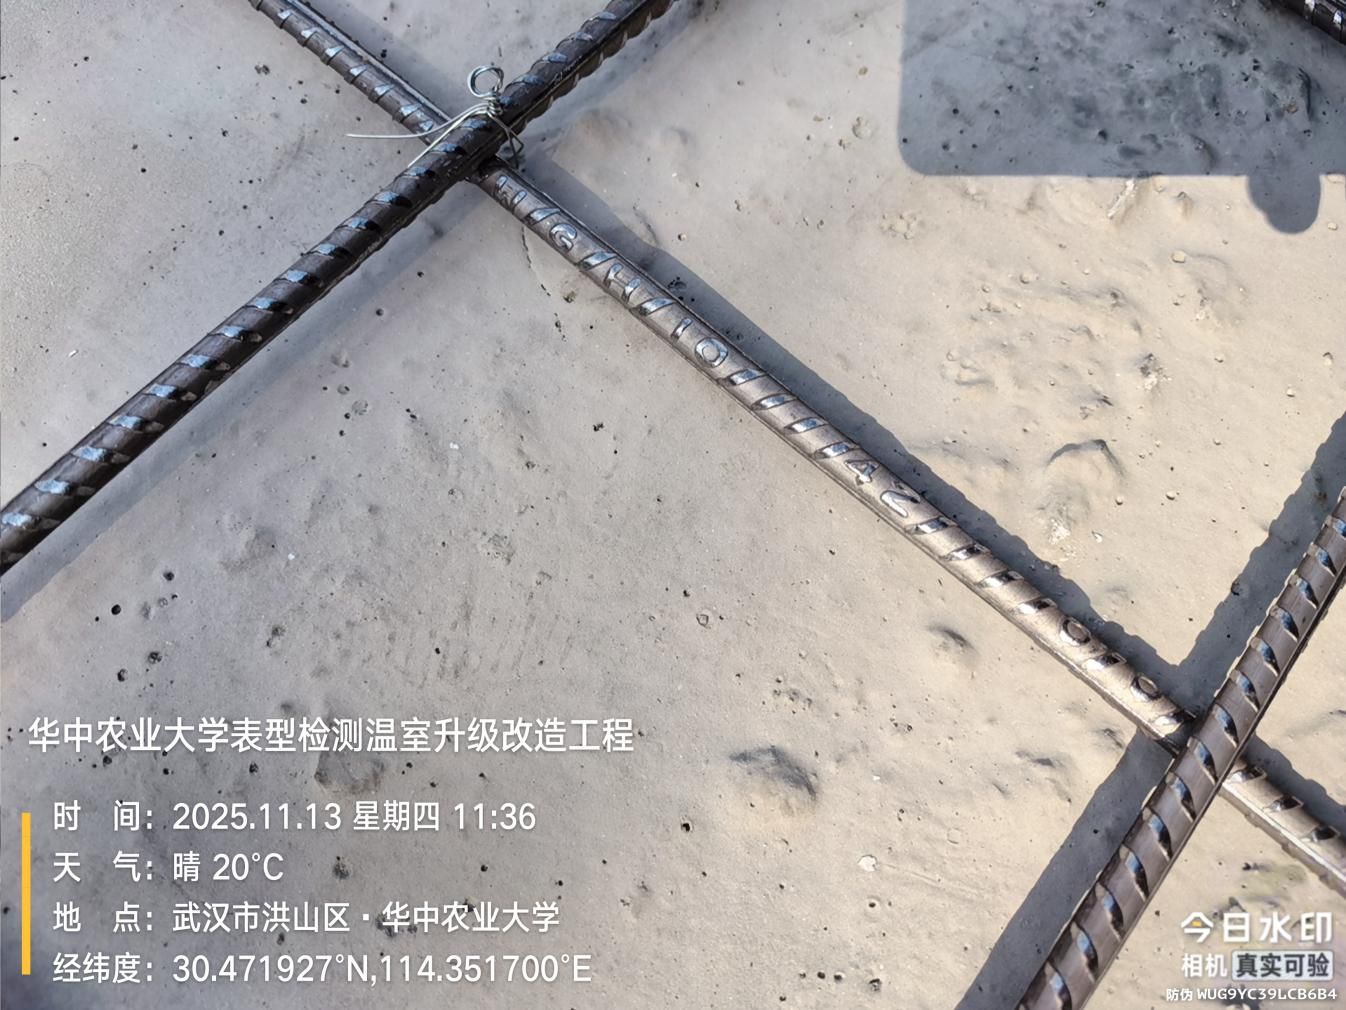 H G H 10 4
华中农业大学表型检测温室升级改造工程
时 间：2025.11.13 星期四 11:36
天 气：晴 20°C
地 点：武汉市洪山区·华中农业大学
经纬度：30.471927°N,114.351700°E
今日水印
相机 真实可验
防伪 WUG9YC39LCB6B4